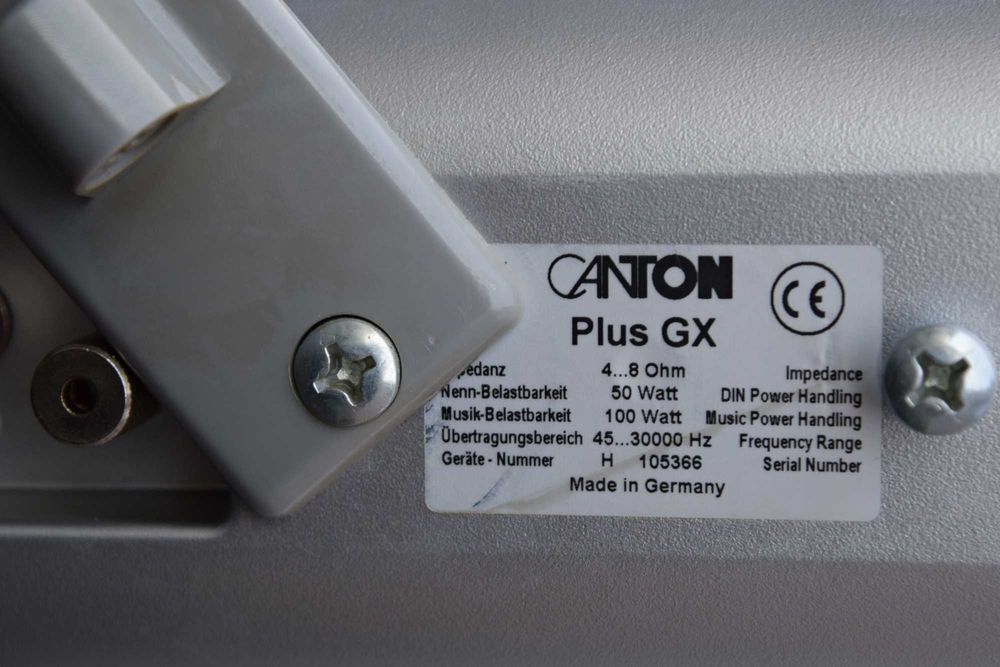 CANTON
CE
Plus GX
pedanz 4...8 Ohm Impedance
Nenn-Belastbarkeit 50 Watt DIN Power Handling
Musik-Belastbarkeit 100 Watt Music Power Handling
Übertragungsbereich 45...30000 Hz Frequency Range
Geräte - Nummer H 105366 Serial Number
Made in Germany